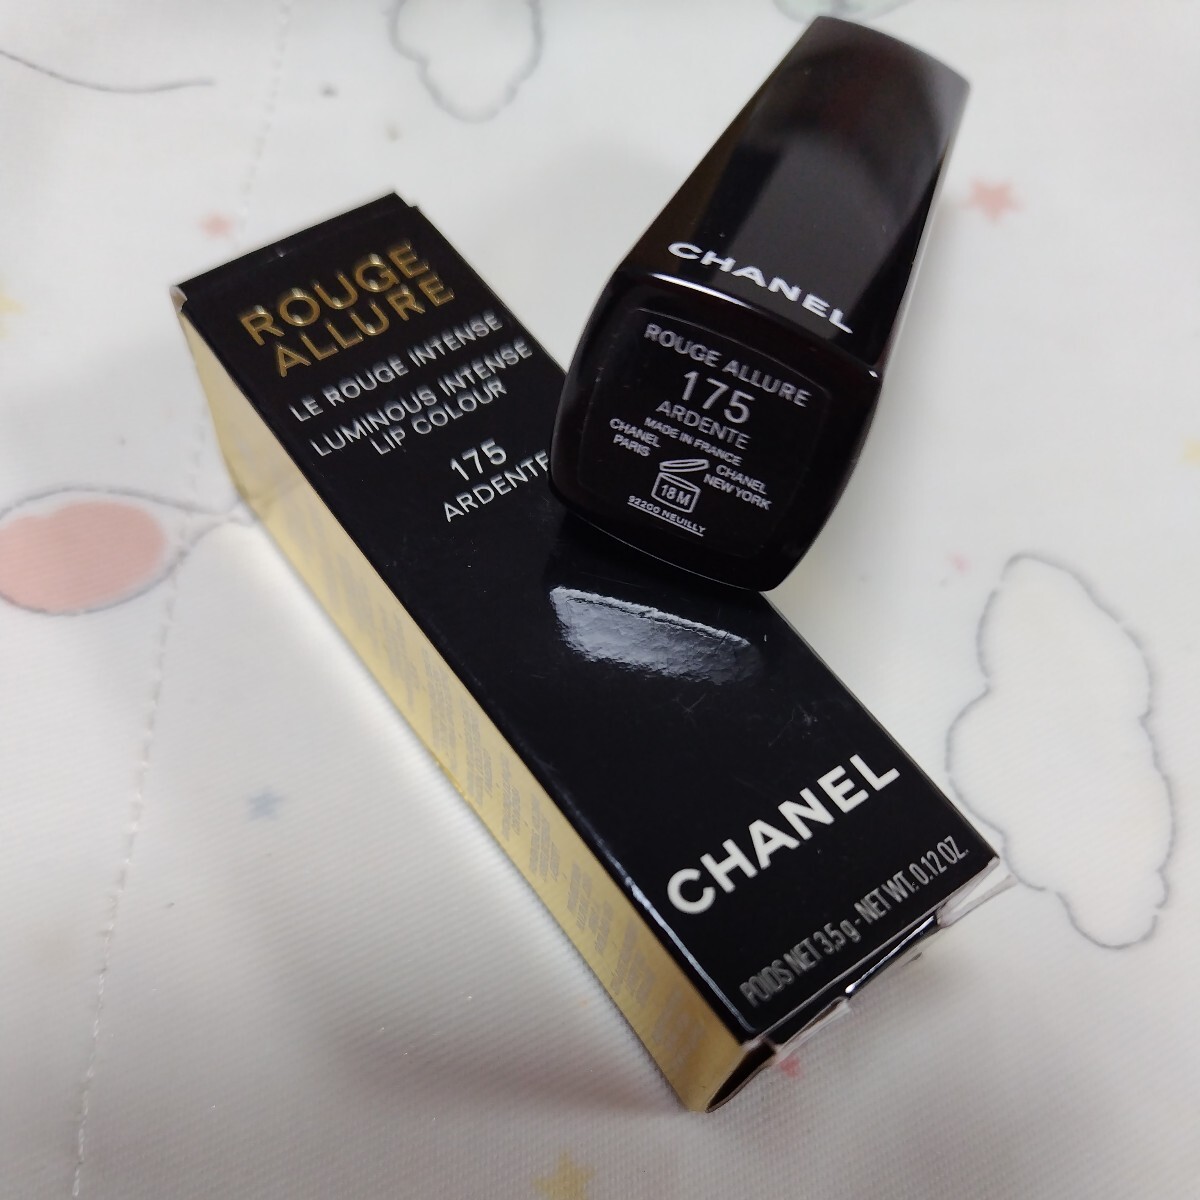 ROUGE
ALLURE
LE ROUGE INTENSE
LUMINOUS INTENSE
LIP COLOUR
175
ARDENTE
CHANEL
POIDS NET 3,5 g - NET WT. 0.12 OZ.
CHANEL
ROUGE ALLURE
175
ARDENTE
MADE IN FRANCE
CHANEL
PARIS
CHANEL
NEW YORK
18 M
92200 NEUILLY